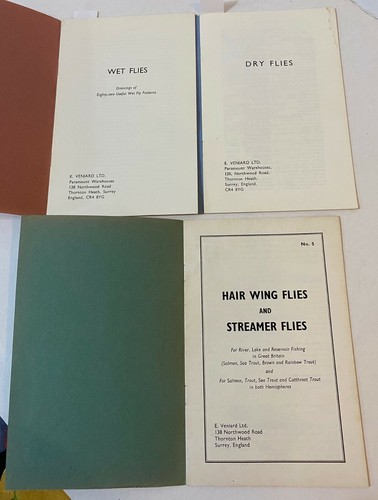 WET FLIES
Dressings of
Eighty-two Useful Wet Fly Patterns
E. VENIARD LTD.
Paramount Warehouses
138 Northwood Road
Thornton Heath, Surrey
England, CR4 8YG
DRY FLIES
E. VENIARD LTD.
Paramount Warehouses,
138, Northwood Road,
Thornton Heath,
Surrey, England.
CR4 8YG
No. 5
HAIR WING FLIES
AND
STREAMER FLIES
For River, Lake and Reservoir Fishing
in Great Britain
(Salmon, Sea Trout, Brown and Rainbow Trout)
and
For Salmon, Trout, Sea Trout and Cutthroat Trout
in both Hemispheres
E. Veniard Ltd.
138 Northwood Road
Thornton Heath
Surrey, England